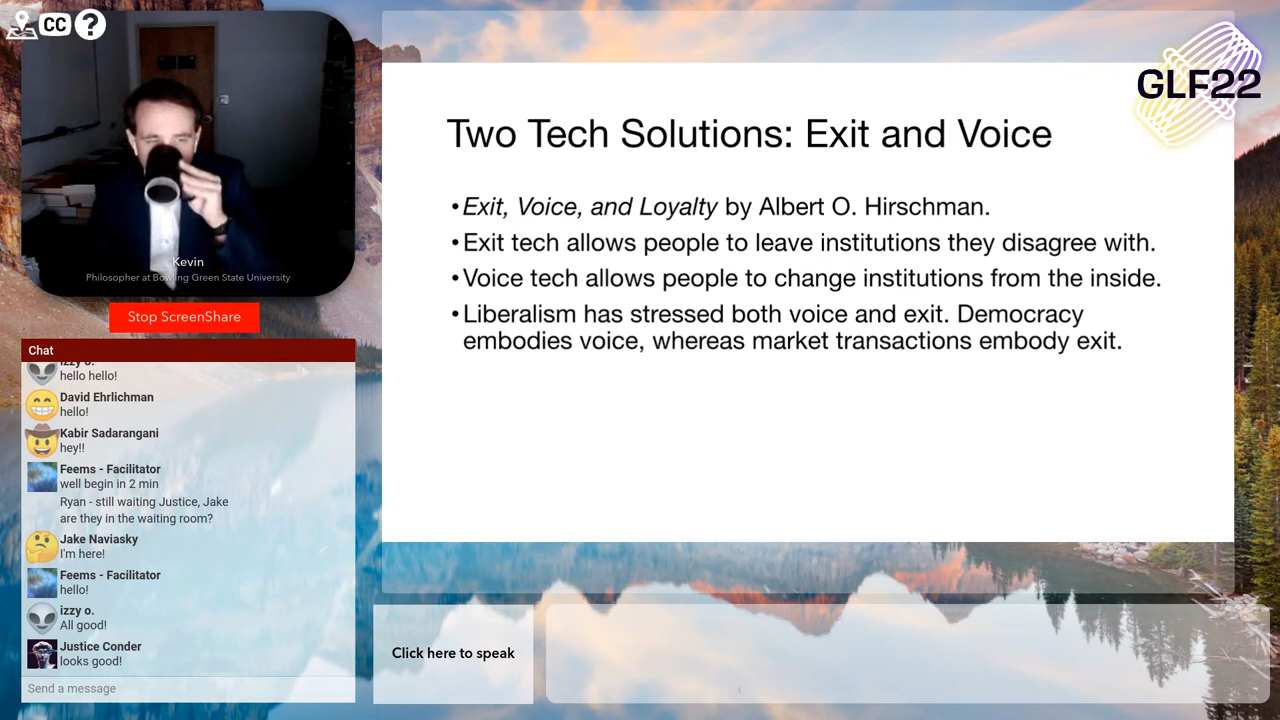 CC ?
GLF22
Kevin
Philosopher at Bowling Green State University
Stop ScreenShare
Two Tech Solutions: Exit and Voice
•Exit, Voice, and Loyalty by Albert O. Hirschman.
•Exit tech allows people to leave institutions they disagree with.
•Voice tech allows people to change institutions from the inside.
•Liberalism has stressed both voice and exit. Democracy
embodies voice, whereas market transactions embody exit.
Chat
izzy o.
hello hello!
David Ehrlichman
hello!
Kabir Sadarangani
hey!!
Feems - Facilitator
well begin in 2 min
Ryan - still waiting Justice, Jake
are they in the waiting room?
Jake Naviasky
I'm here!
Feems - Facilitator
hello!
izzy o.
All good!
Justice Conder
looks good!
Send a message
Click here to speak